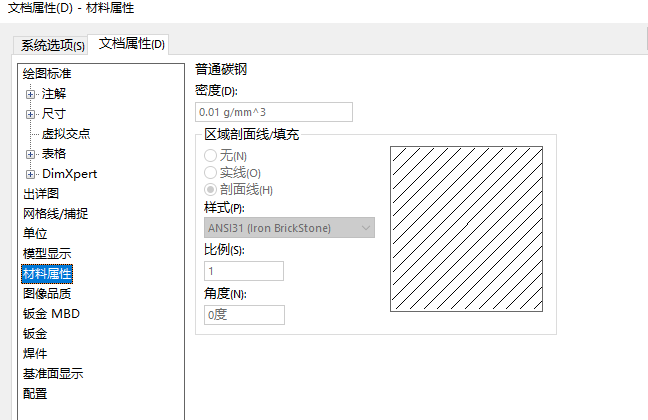 文档属性(D) - 材料属性
系统选项(S) 文档属性(D)
绘图标准
注解
尺寸
虚拟交点
表格
DimXpert
出详图
网格线/捕捉
单位
模型显示
材料属性
图像品质
钣金 MBD
钣金
焊件
基准面显示
配置
普通碳钢
密度(D):
0.01 g/mm^3
区域剖面线/填充
无(N)
实线(O)
剖面线(H)
样式(P):
ANSI31 (Iron BrickStone)
比例(S):
1
角度(N):
0度